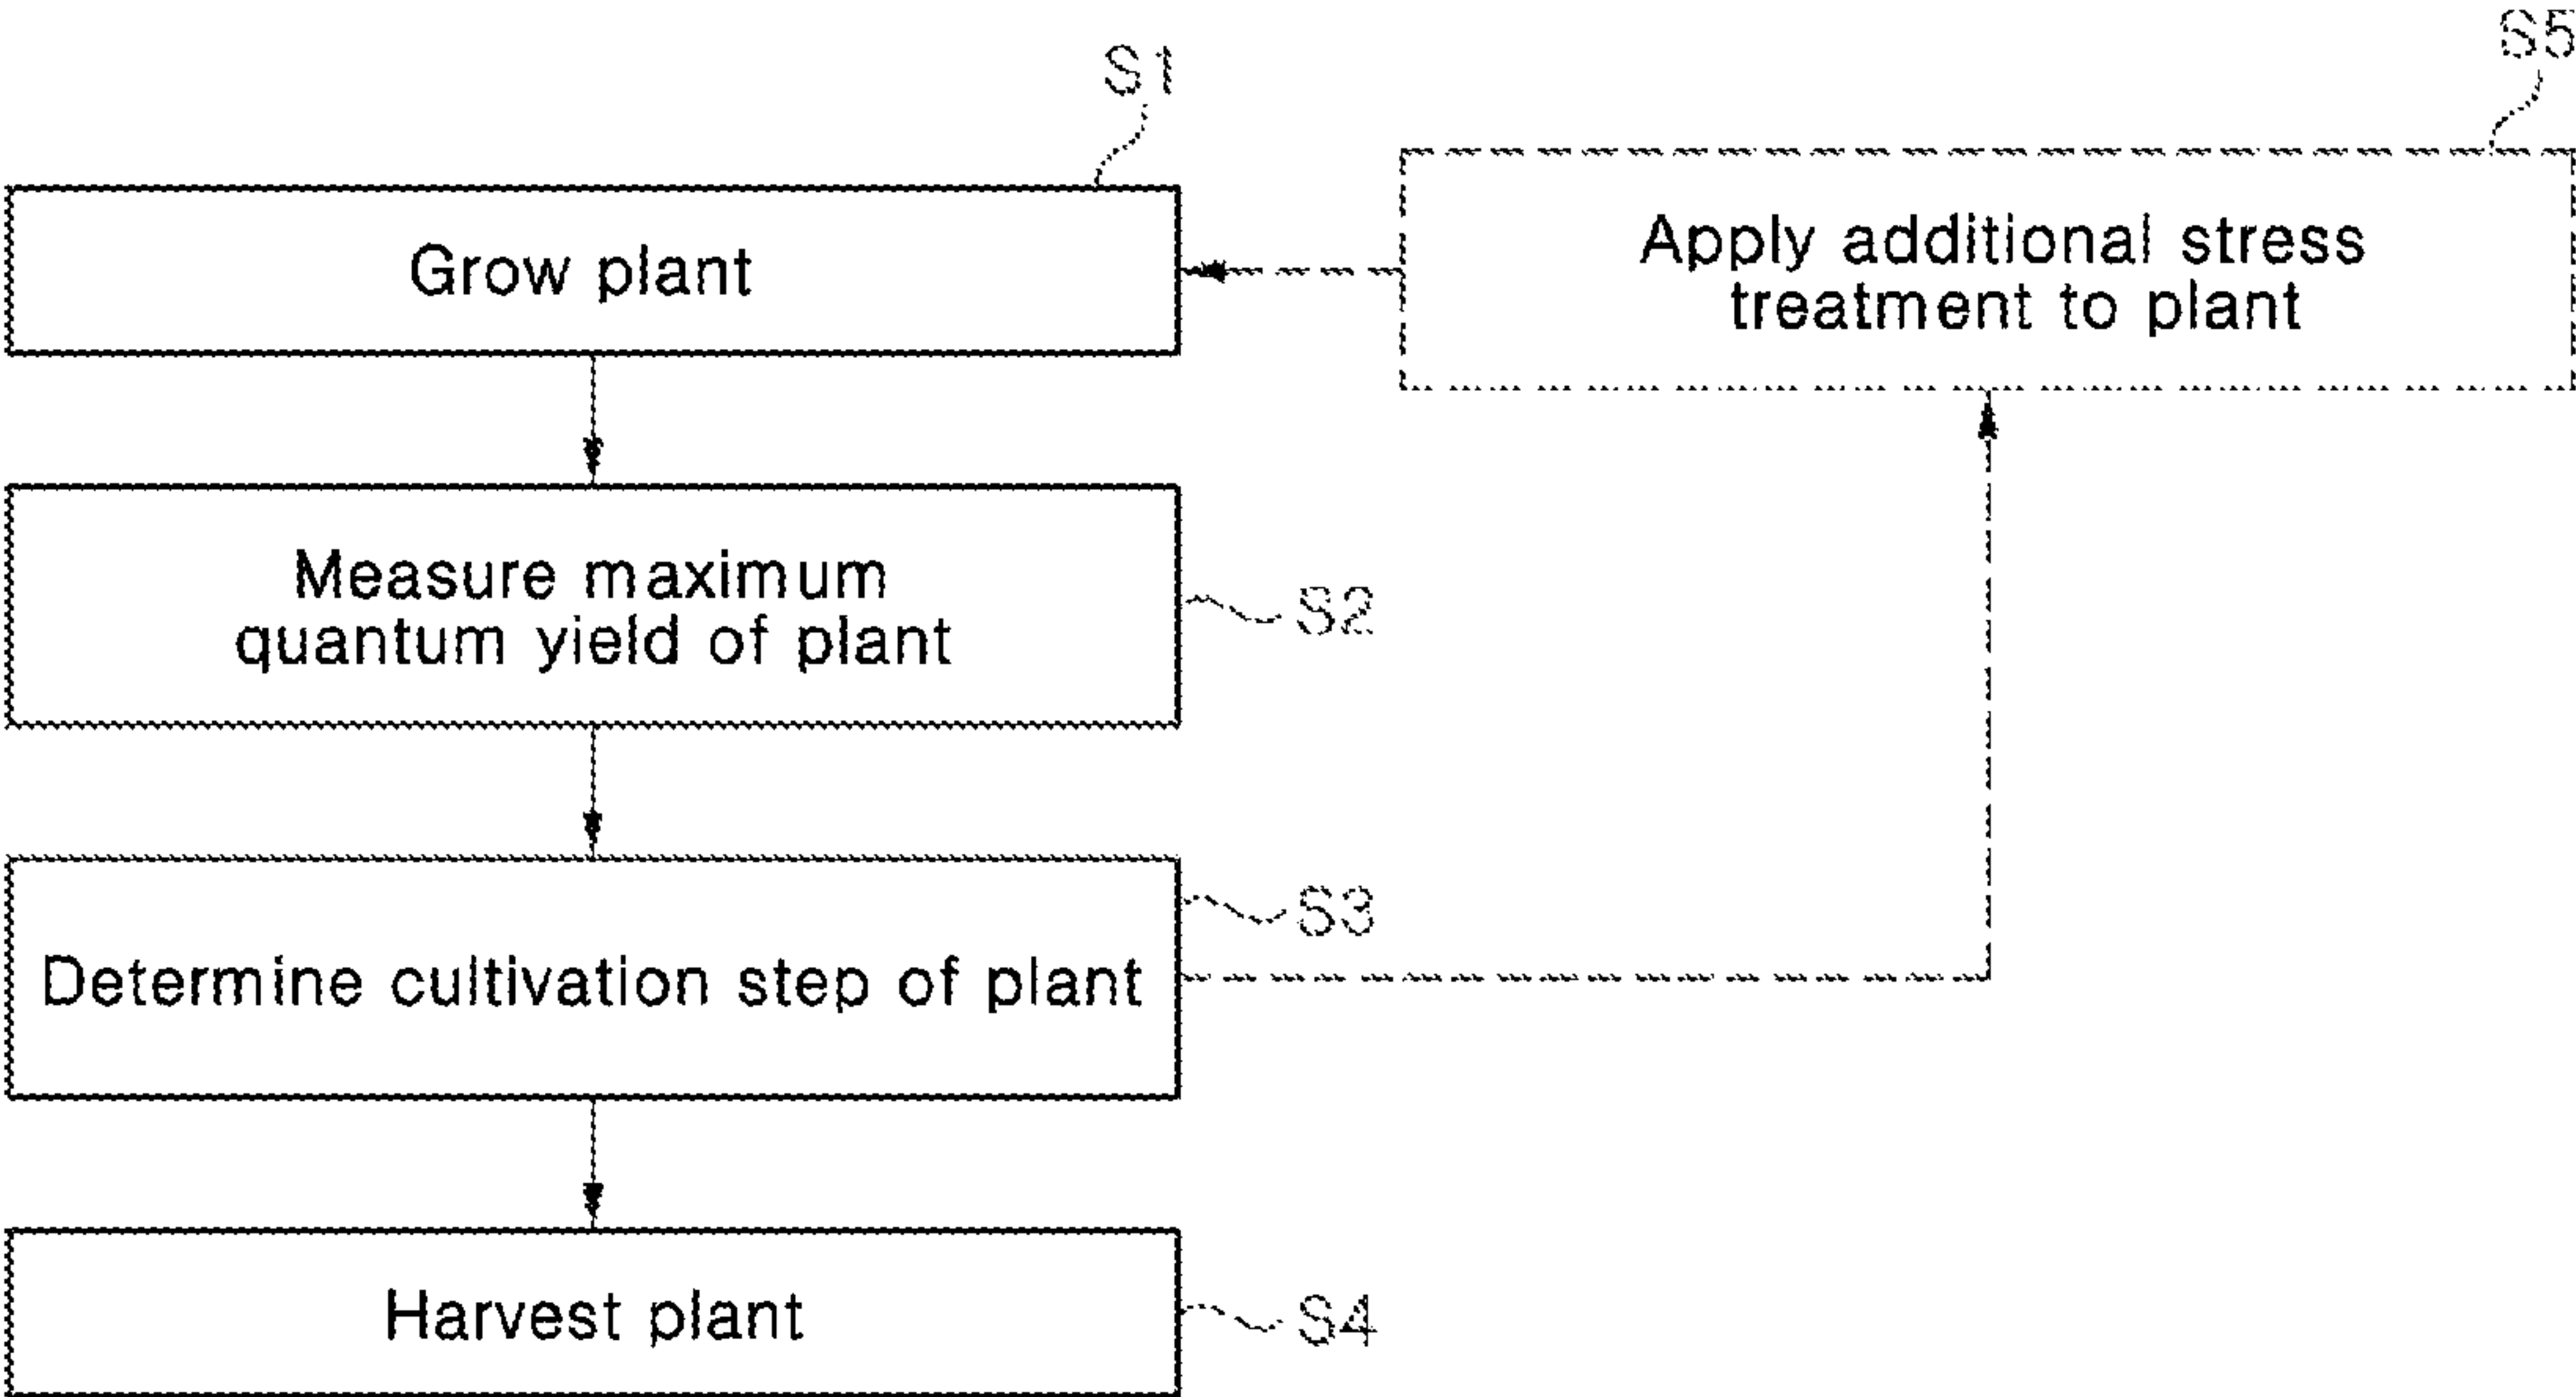 S1
S5
Grow plant
Apply additional stress
treatment to plant
Measure maximum
quantum yield of plant
S2
S3
Determine cultivation step of plant
Harvest plant
S4